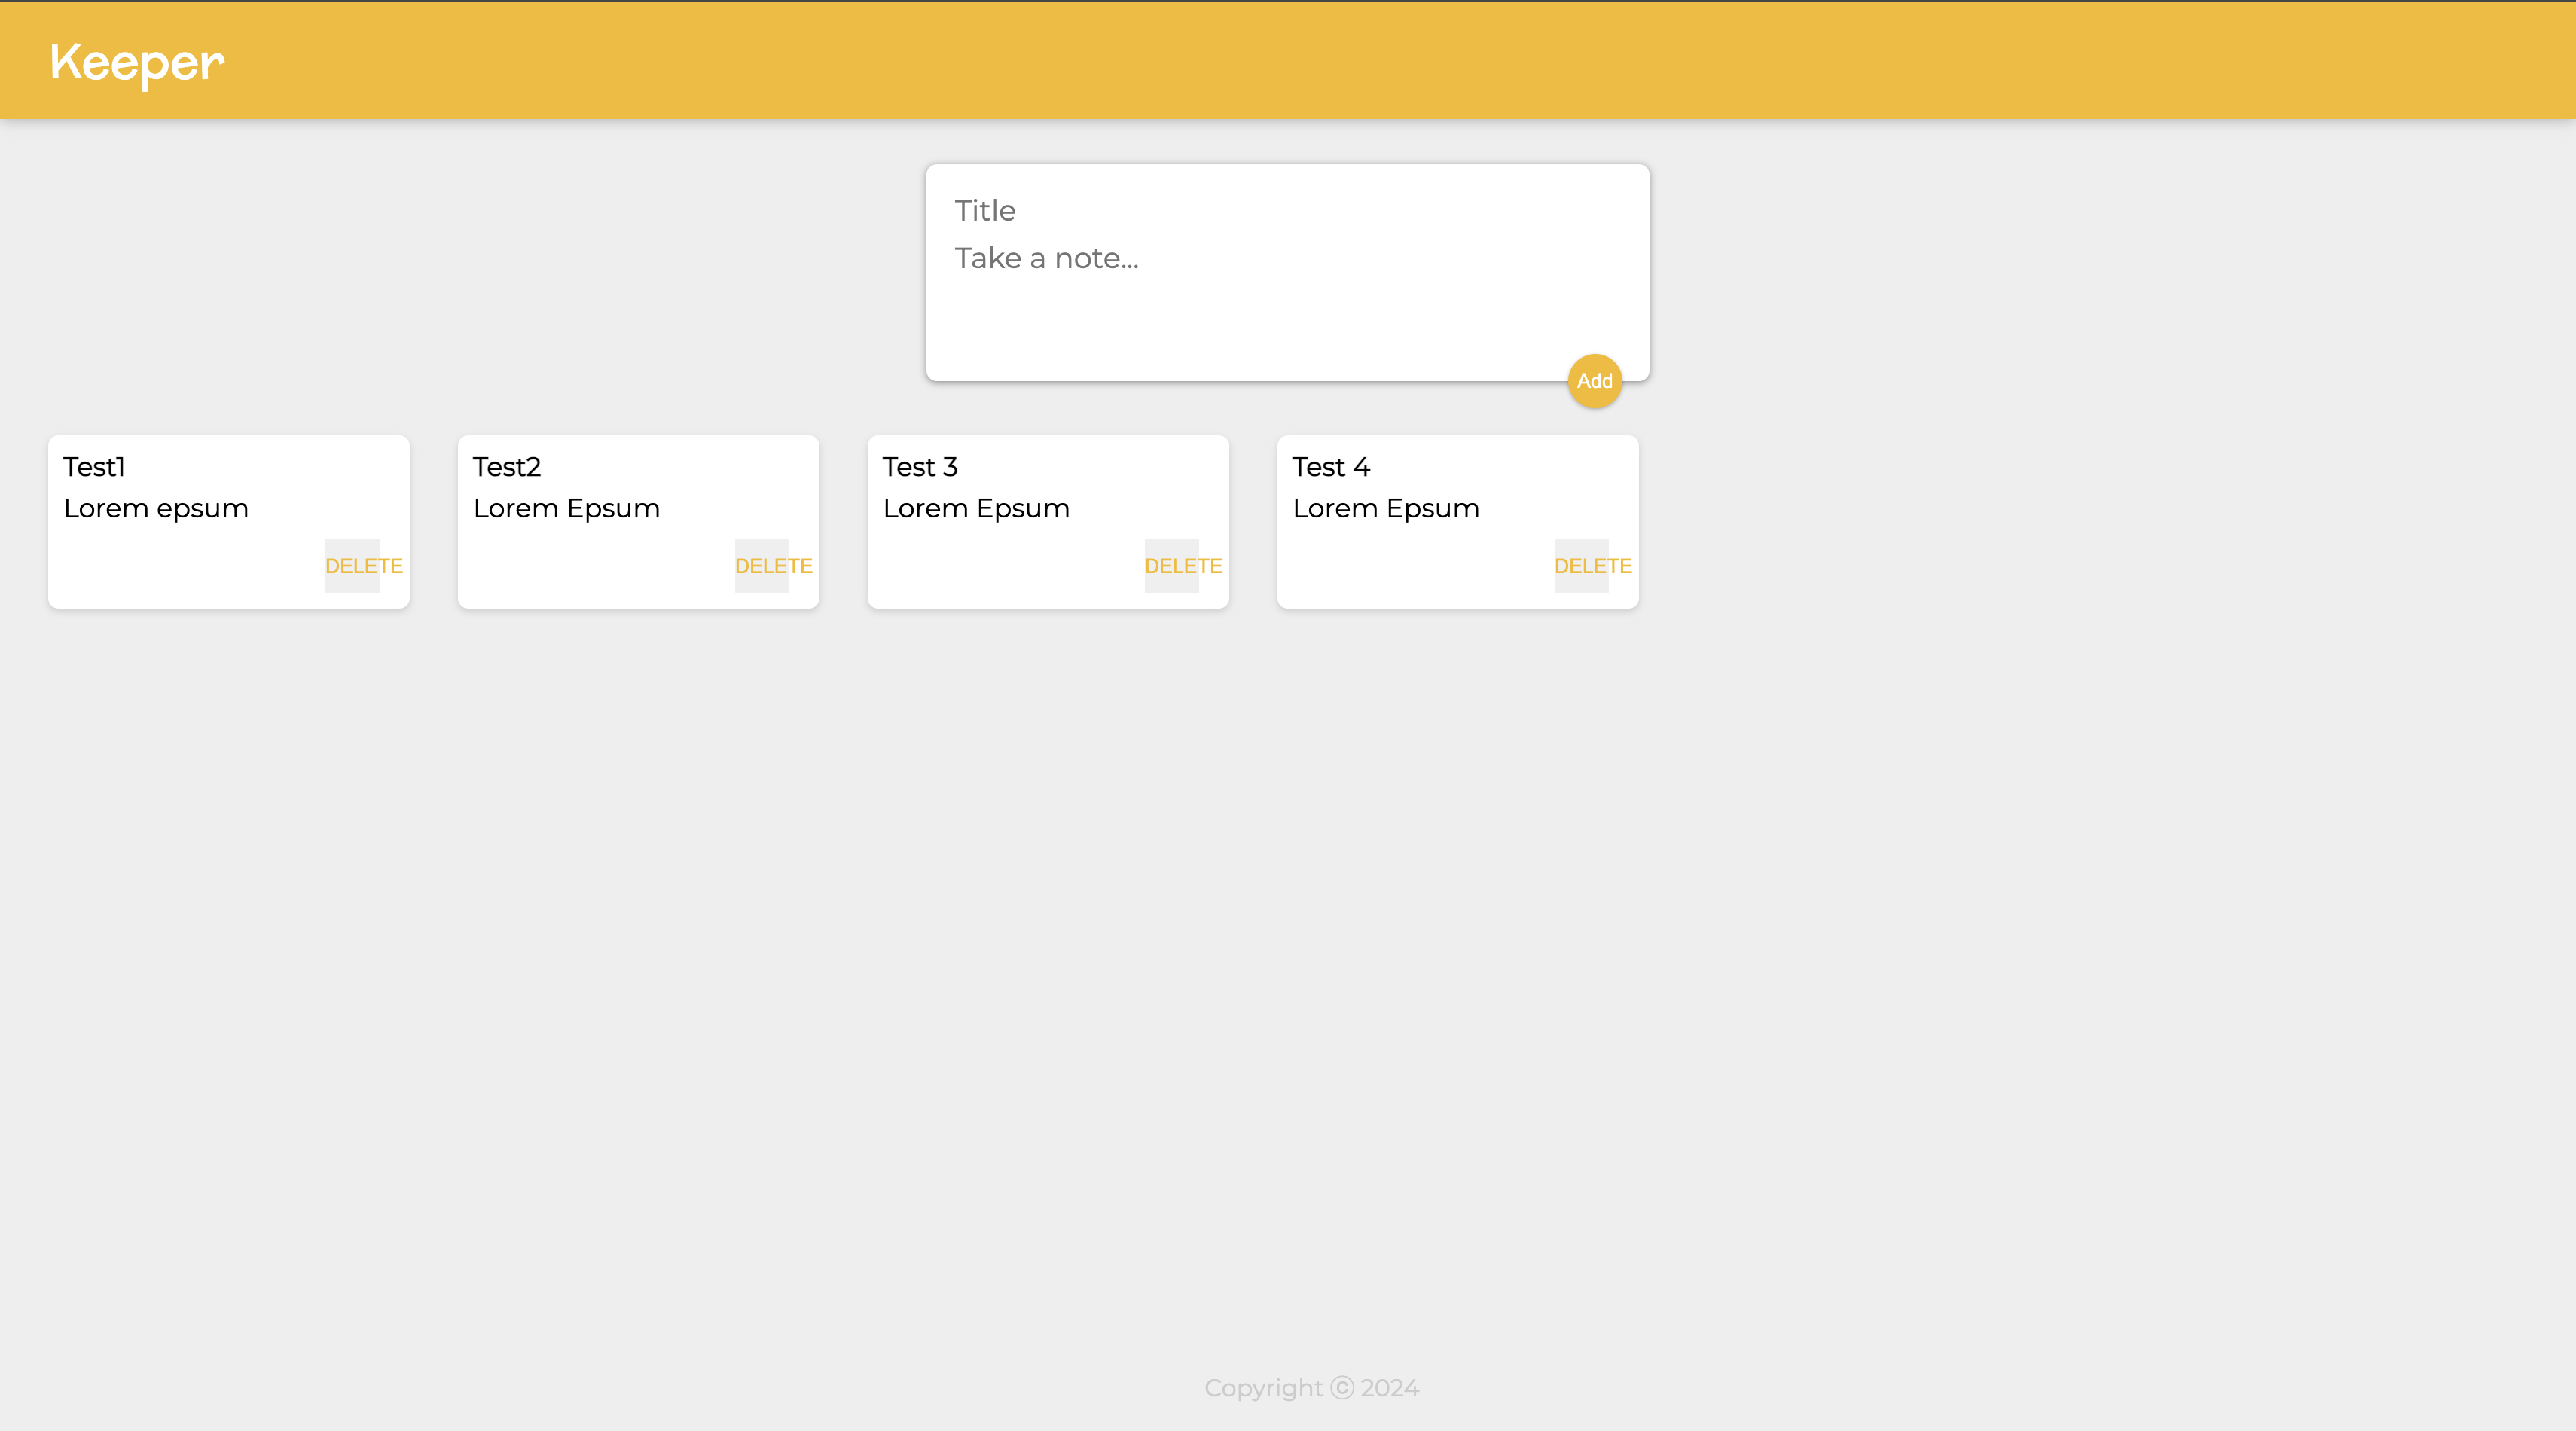 Keeper
Title
Take a note...
Add
Test1
Lorem epsum
DELETE
Test2
Lorem Epsum
DELETE
Test 3
Lorem Epsum
DELETE
Test 4
Lorem Epsum
DELETE
Copyright ⓒ 2024